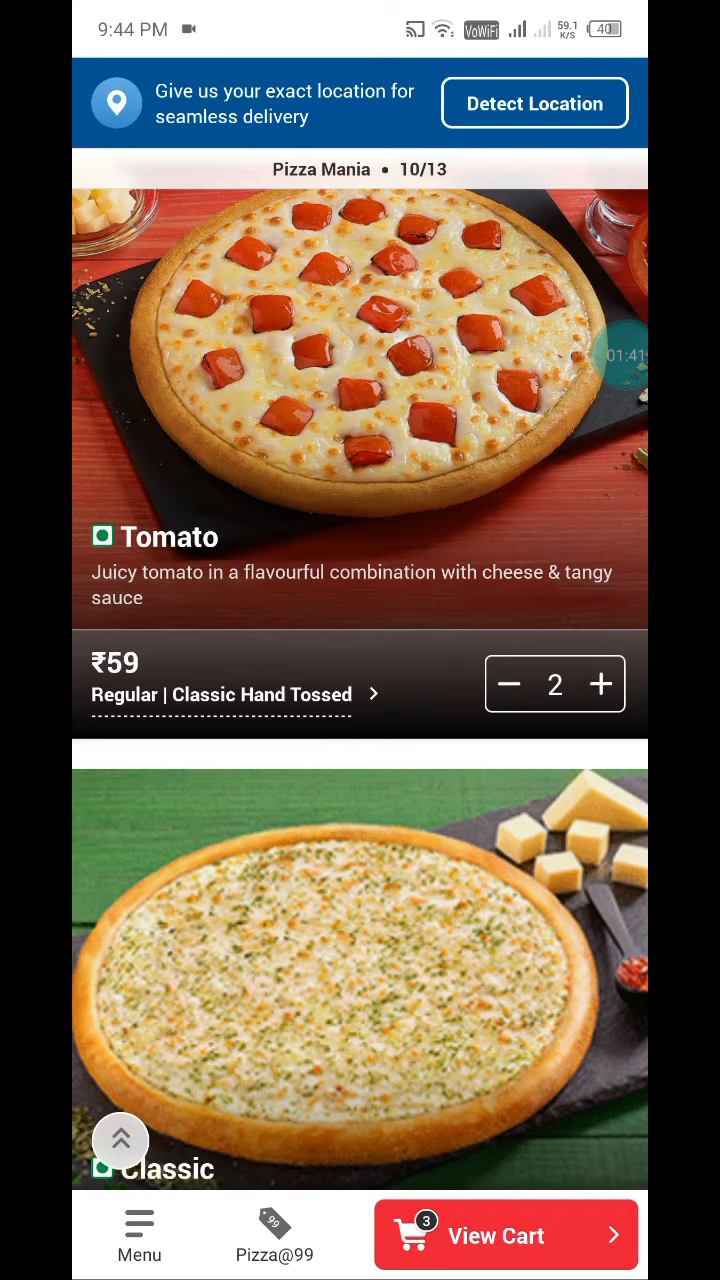 9:44 PM
VoWiFi
59.1
K/S
40
Give us your exact location for
seamless delivery
Detect Location
Pizza Mania • 10/13
01:41
Tomato
Juicy tomato in a flavourful combination with cheese & tangy
sauce
₹59
Regular | Classic Hand Tossed
2
Classic
Menu
99
Pizza@99
3
View Cart